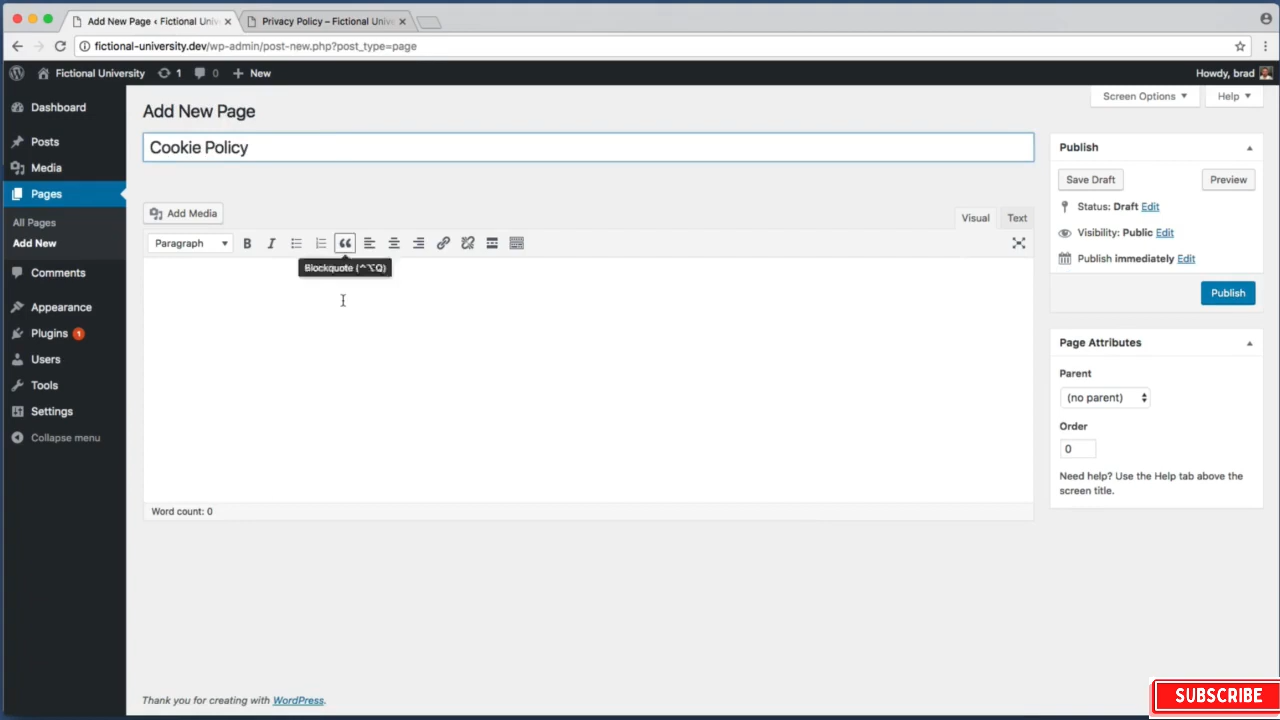 Add New Page ‹ Fictional Univ
Privacy Policy – Fictional Unive
fictional-university.dev/wp-admin/post-new.php?post_type=page
Fictional University
1
0
New
Howdy, brad
Dashboard
Posts
Media
Pages
All Pages
Add New
Comments
Appearance
Plugins 1
Users
Tools
Settings
Collapse menu
Screen Options
Help
Add New Page
Cookie Policy
Add Media
Visual
Text
Paragraph
B
I
Blockquote (^⌥Q)
Word count: 0
Publish
Save Draft
Preview
Status: Draft Edit
Visibility: Public Edit
Publish immediately Edit
Publish
Page Attributes
Parent
(no parent)
Order
0
Need help? Use the Help tab above the
screen title.
Thank you for creating with WordPress.
SUBSCRIBE